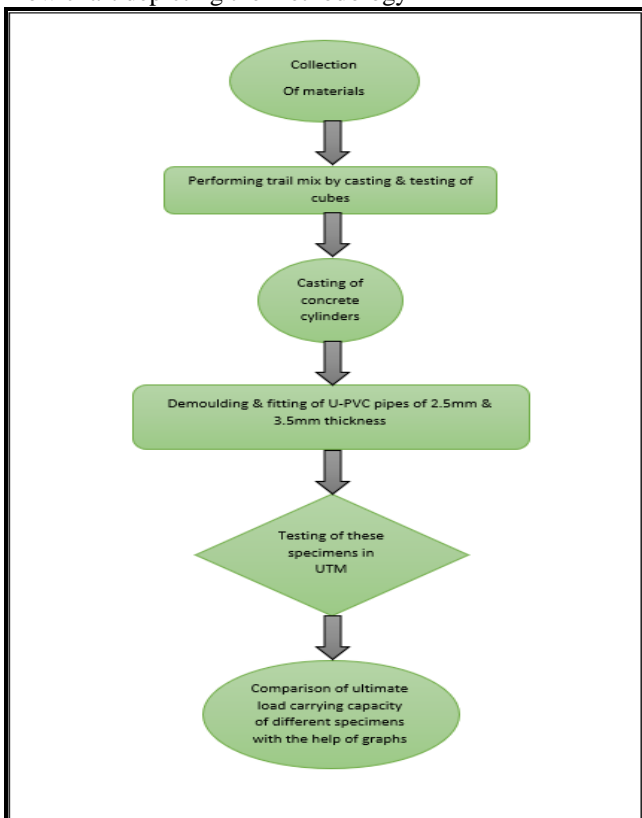 Collection
Of materials
Performing trail mix by casting & testing of
cubes
Casting of
concrete
cylinders
Demoulding & fitting of U-PVC pipes of 2.5mm &
3.5mm thickness
Testing of these
specimens in
UTM
Comparison of ultimate
load carrying capacity
of different specimens
with the help of graphs